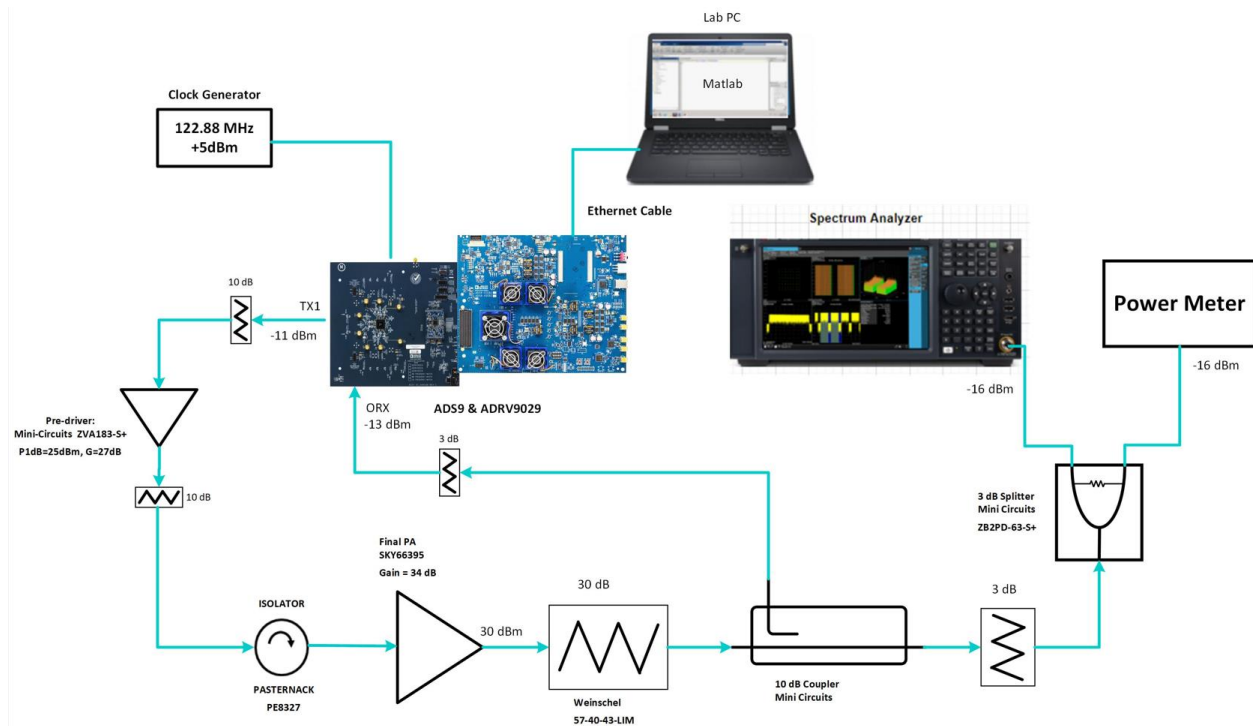 Lab PC
Matlab
Clock Generator
122.88 MHz
+5dBm
Ethernet Cable
Spectrum Analyzer
10 dB
TX1
-11 dBm
Power Meter
-16 dBm
-16 dBm
ORX
-13 dBm
ADS9 & ADRV9029
Pre-driver:
Mini-Circuits ZVA183-S+
P1dB=25dBm, G=27dB
3 dB
10 dB
3 dB Splitter
Mini Circuits
ZB2PD-63-S+
Final PA
SKY66395
Gain = 34 dB
30 dB
3 dB
ISOLATOR
30 dBm
PASTERNACK
PE8327
Weinschel
57-40-43-LIM
10 dB Coupler
Mini Circuits